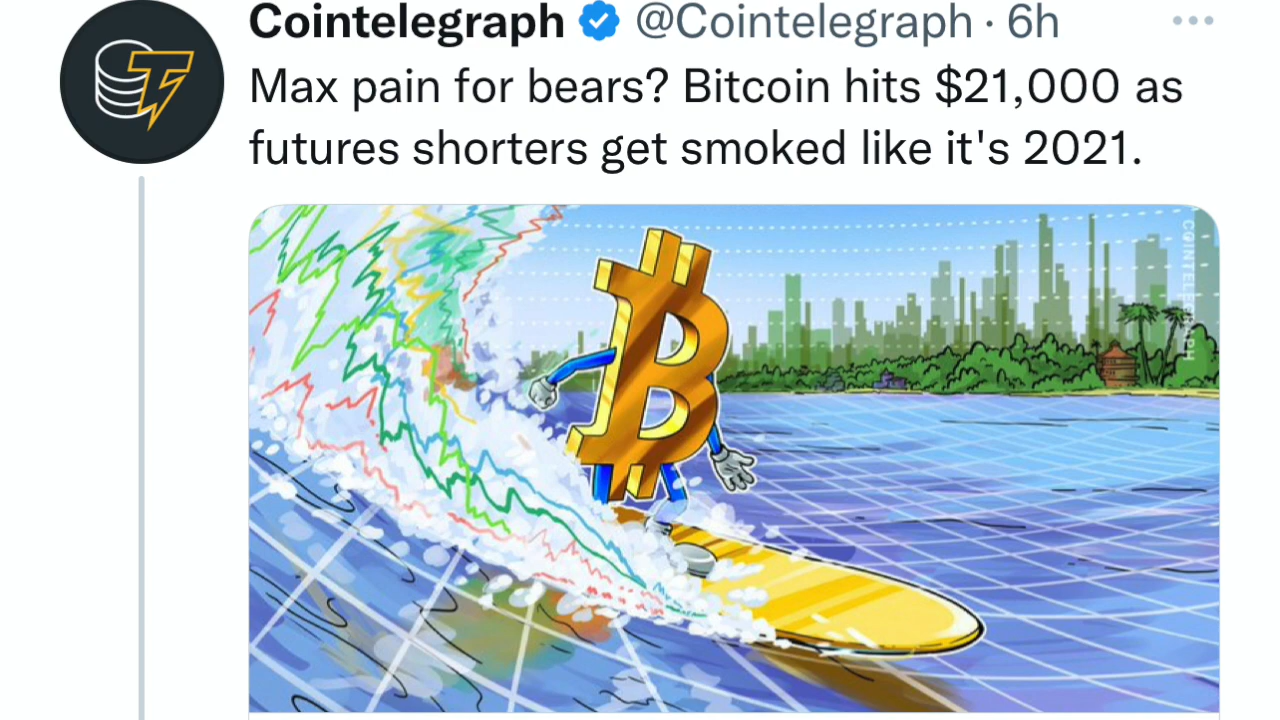 Cointelegraph @Cointelegraph · 6h
Max pain for bears? Bitcoin hits $21,000 as
futures shorters get smoked like it's 2021.
COINTELEGRAPH